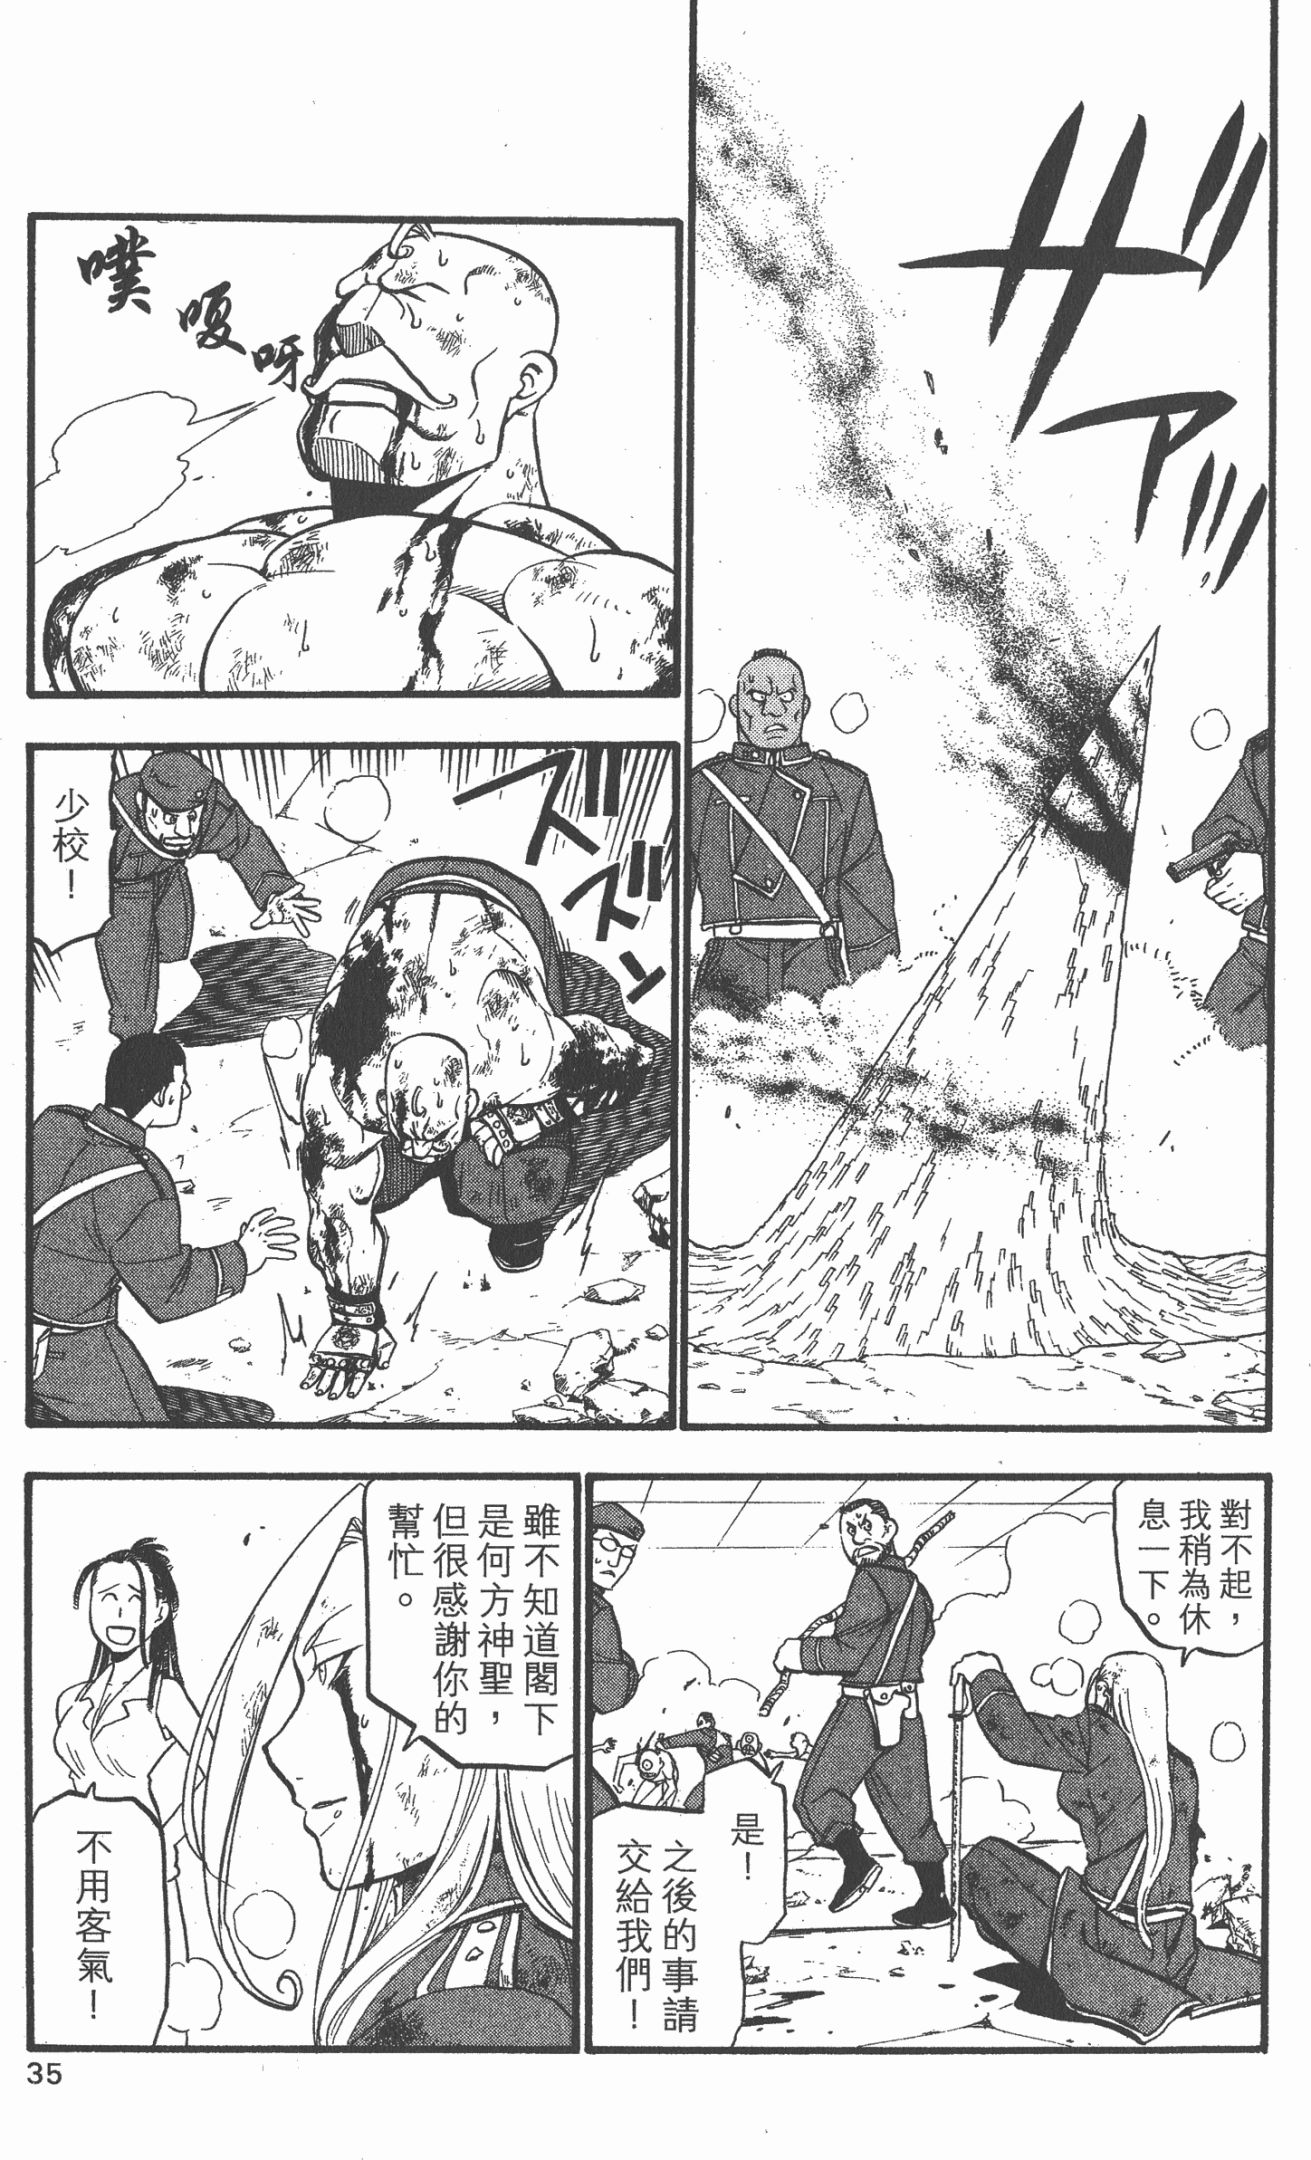 ザアッ
噗
嗄
呀
少校！
ズズン
對不起，
我稍為休
息一下。
是！
之後的事請
交給我們！
雖不知道閣下
是何方神聖，
但很感謝你的
幫忙。
不用客氣！
35